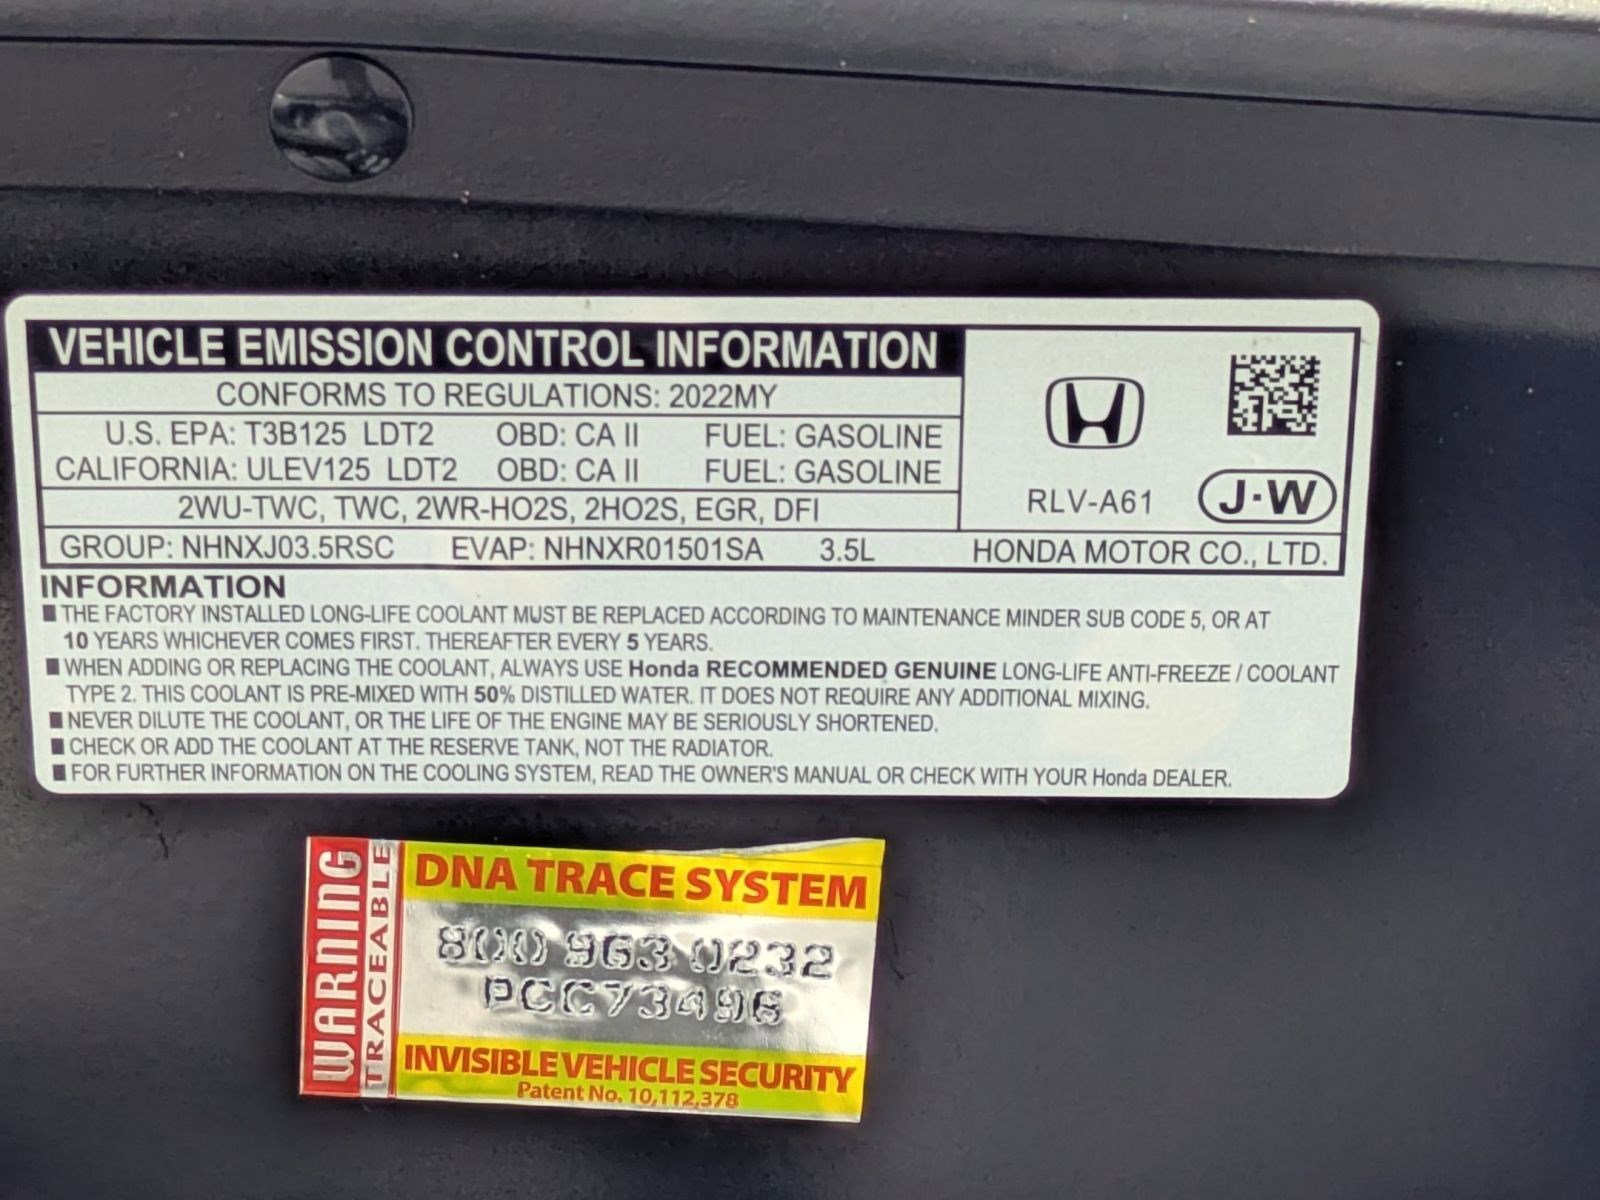 VEHICLE EMISSION CONTROL INFORMATION
CONFORMS TO REGULATIONS: 2022MY
U.S. EPA: T3B125 LDT2 OBD: CA II FUEL: GASOLINE
CALIFORNIA: ULEV125 LDT2 OBD: CA II FUEL: GASOLINE
2WU-TWC, TWC, 2WR-HO2S, 2HO2S, EGR, DFI
RLV-A61 J·W
GROUP: NHNXJ03.5RSC EVAP: NHNXR01501SA 3.5L HONDA MOTOR CO., LTD.
INFORMATION
■ THE FACTORY INSTALLED LONG-LIFE COOLANT MUST BE REPLACED ACCORDING TO MAINTENANCE MINDER SUB CODE 5, OR AT
10 YEARS WHICHEVER COMES FIRST. THEREAFTER EVERY 5 YEARS.
■ WHEN ADDING OR REPLACING THE COOLANT, ALWAYS USE Honda RECOMMENDED GENUINE LONG-LIFE ANTI-FREEZE / COOLANT
TYPE 2. THIS COOLANT IS PRE-MIXED WITH 50% DISTILLED WATER. IT DOES NOT REQUIRE ANY ADDITIONAL MIXING.
■ NEVER DILUTE THE COOLANT, OR THE LIFE OF THE ENGINE MAY BE SERIOUSLY SHORTENED.
■ CHECK OR ADD THE COOLANT AT THE RESERVE TANK, NOT THE RADIATOR.
■ FOR FURTHER INFORMATION ON THE COOLING SYSTEM, READ THE OWNER'S MANUAL OR CHECK WITH YOUR Honda DEALER.
WARNING
TRACEABLE
DNA TRACE SYSTEM
800 963 0232
PCC73496
INVISIBLE VEHICLE SECURITY
Patent No. 10,112,378